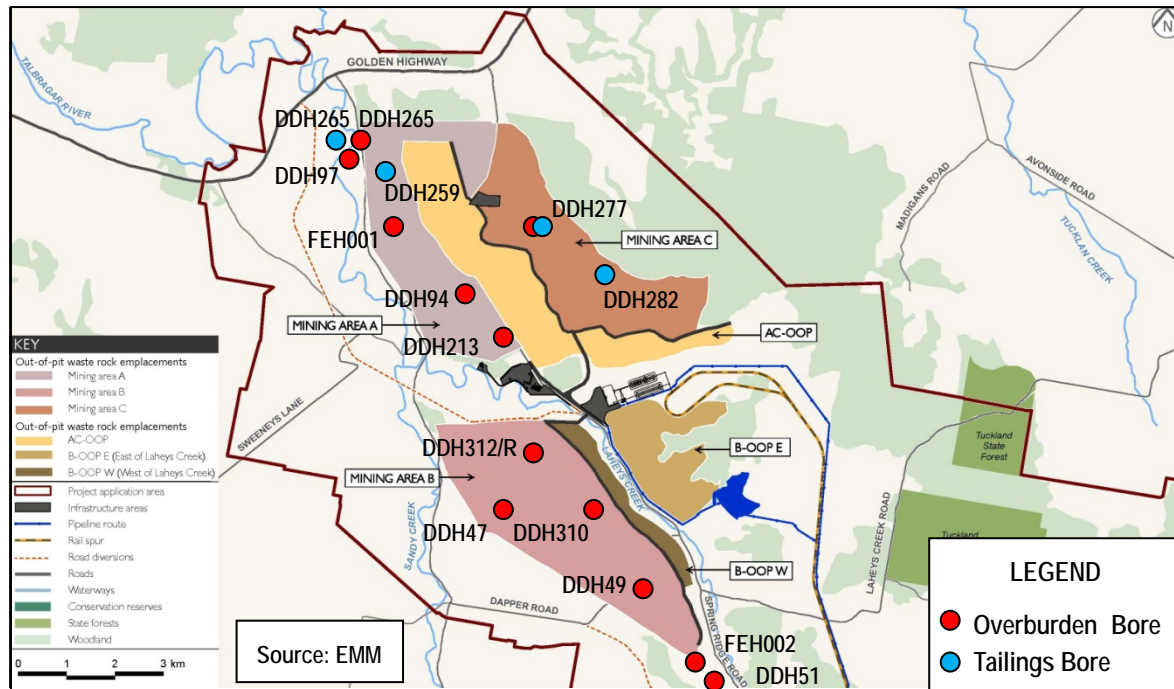 N
GOLDEN HIGHWAY
TALBRAGAR RIVER
DDH265
DDH265
DDH97
DDH259
FEH001
DDH277
MINING AREA C
DDH282
MADIGANS ROAD
AVONSIDE ROAD
TUCKLAN CREEK
DDH94
MINING AREA A
DDH213
AC-OOP
SWEENEYS LANE
DDH312/R
MINING AREA B
LAHEYS CREEK
B-OOP E
Tuckland
State
Forest
DDH47
DDH310
SANDY CREEK
LAHEYS CREEK ROAD
Tuckland
DDH49
B-OOP W
DAPPER ROAD
SPRING RIDGE ROAD
FEH002
DDH51
KEY
Out-of-pit waste rock emplacements
Mining area A
Mining area B
Mining area C
Out-of-pit waste rock emplacements
AC-OOP
B-OOP E (East of Laheys Creek)
B-OOP W (West of Laheys Creek)
Project application area
Infrastructure areas
Pipeline route
Rail spur
Road diversions
Roads
Waterways
Conservation reserves
State forests
Woodland
0 1 2 3 km
Source: EMM
LEGEND
Overburden Bore
Tailings Bore